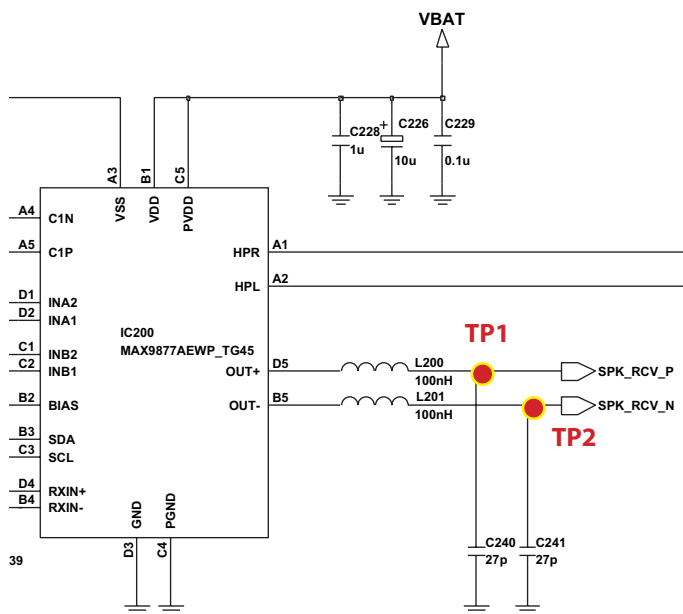 VBAT
C228
1u
+ C226
10u
C229
0.1u
A3
B1
C5
VSS
VDD
PVDD
A4 C1N
A5 C1P
D1 INA2
D2 INA1
C1 INB2
C2 INB1
B2 BIAS
B3 SDA
C3 SCL
D4 RXIN+
B4 RXIN-
IC200
MAX9877AEWP_TG45
HPR A1
HPL A2
OUT+ D5
OUT- B5
L200
100nH
L201
100nH
TP1
TP2
SPK_RCV_P
SPK_RCV_N
GND
PGND
D3
C4
C240
27p
C241
27p
39